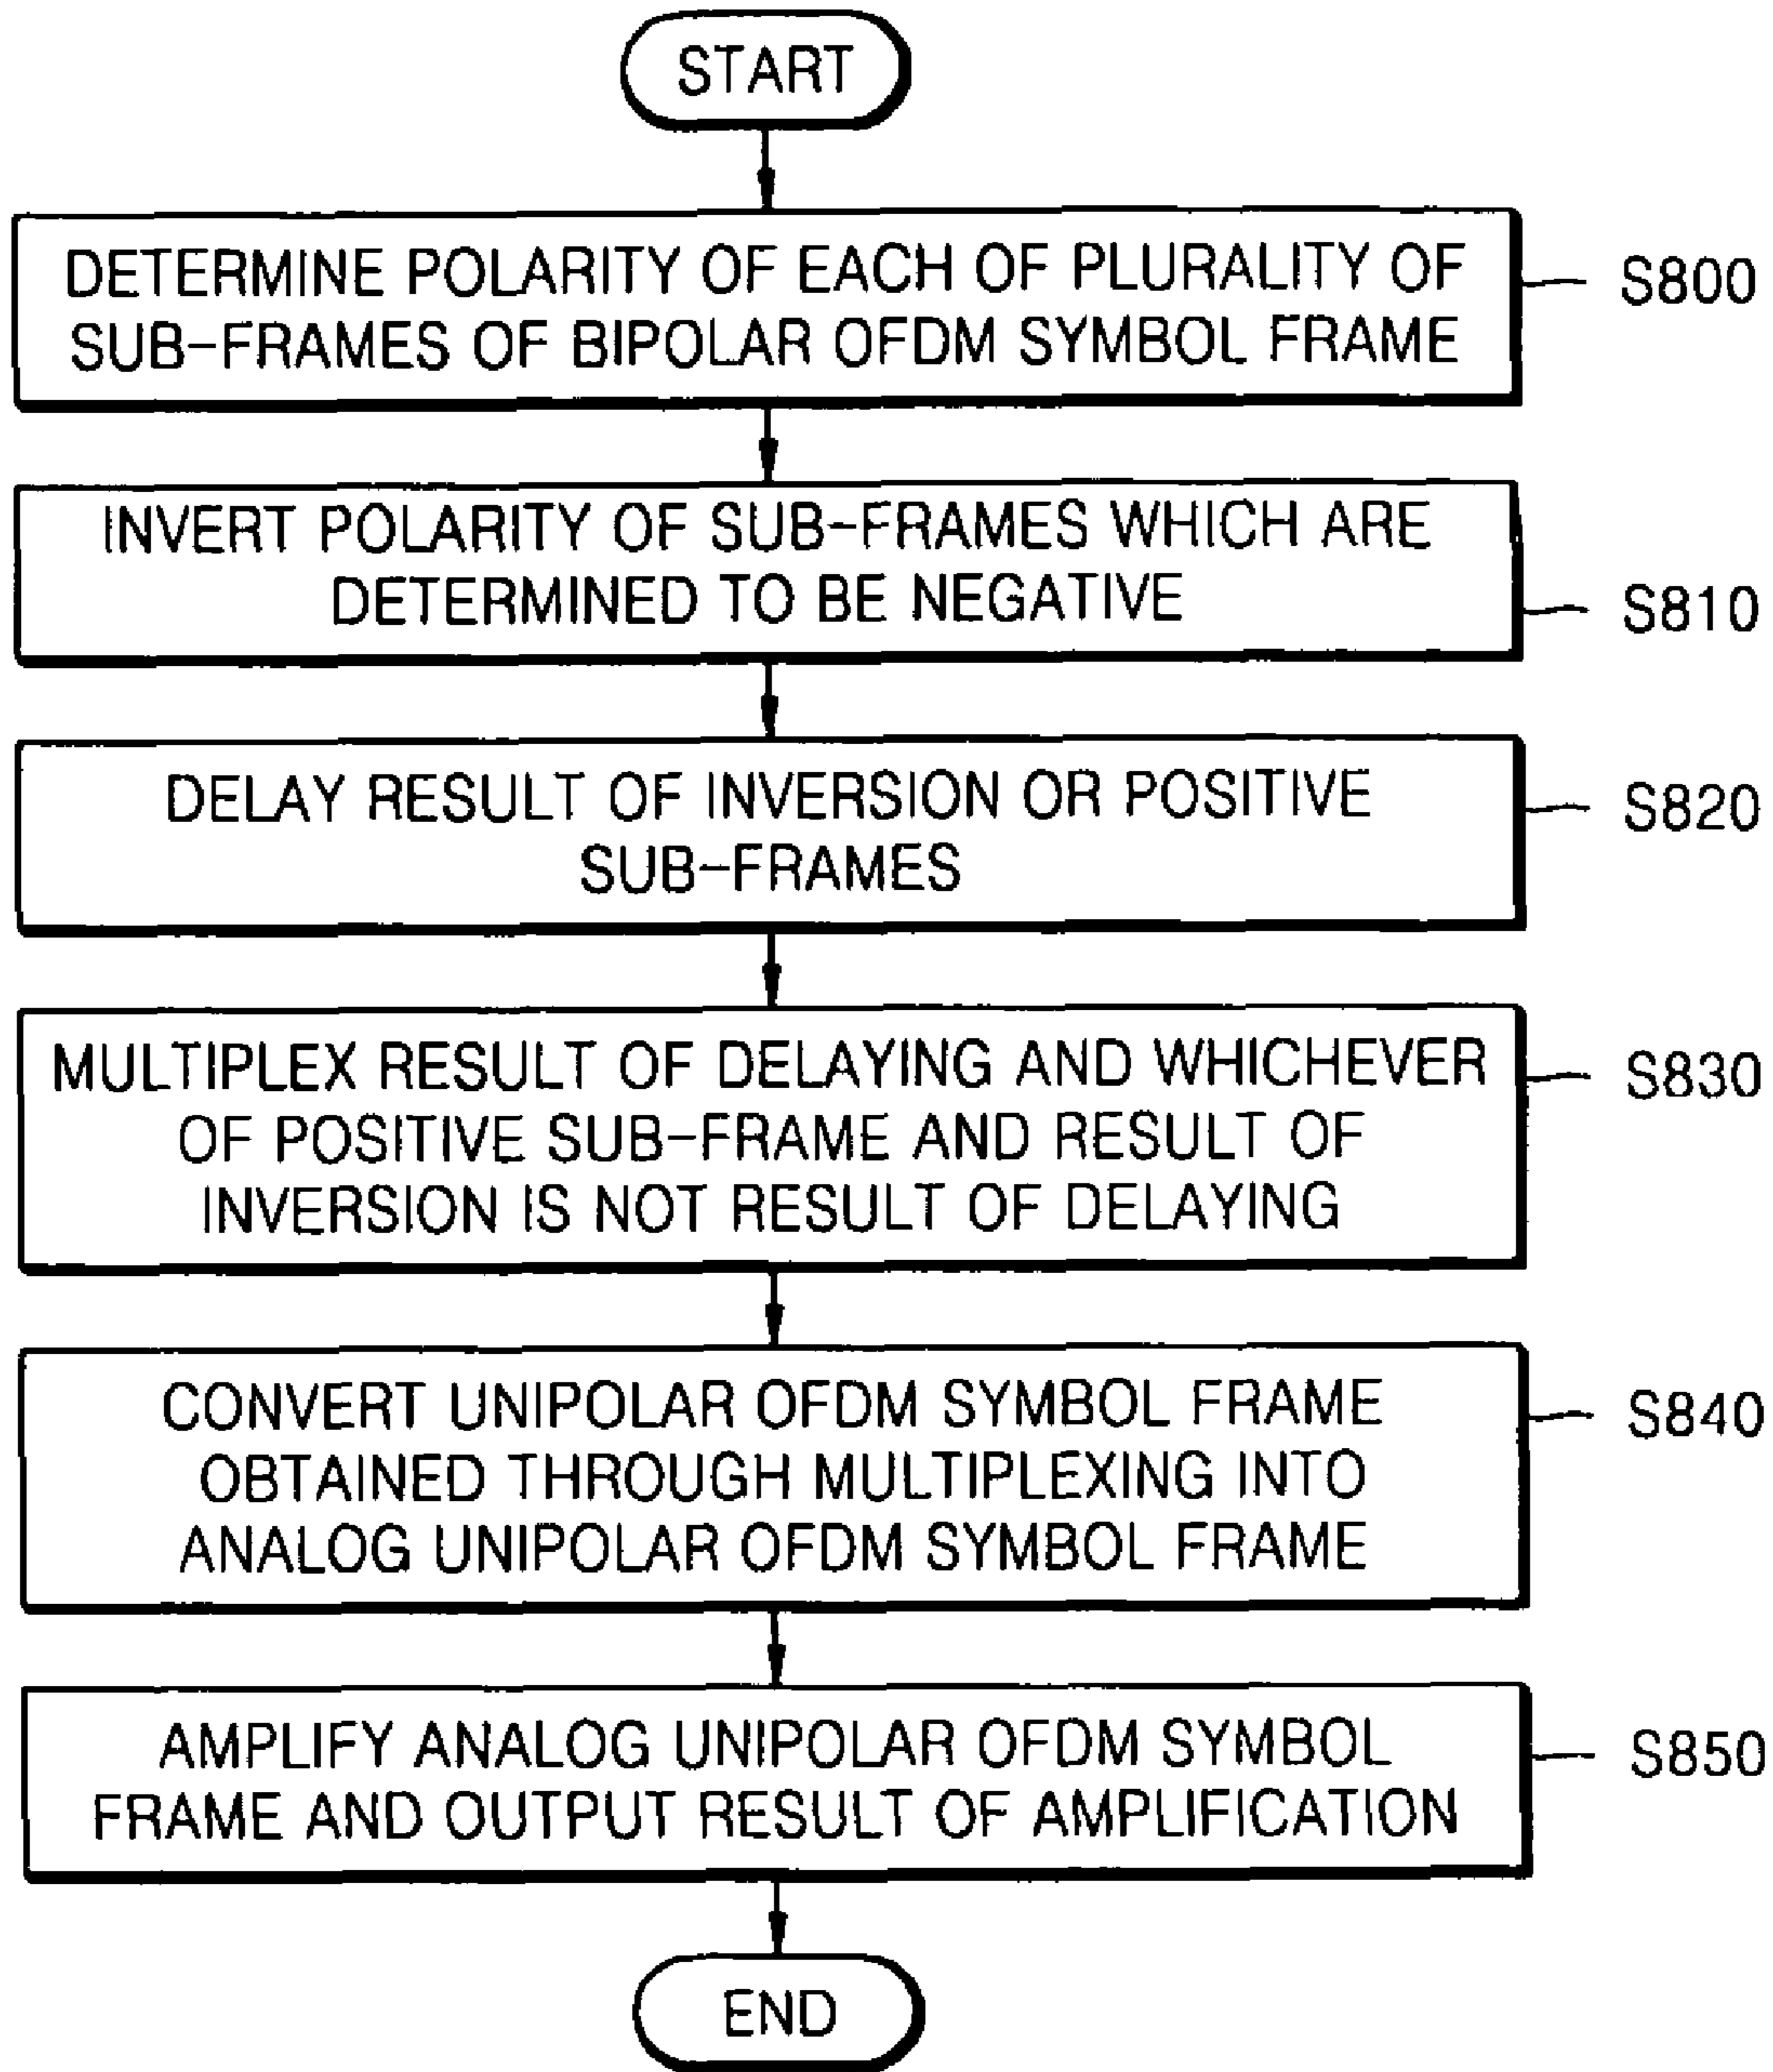 START
DETERMINE POLARITY OF EACH OF PLURALITY OF
SUB-FRAMES OF BIPOLAR OFDM SYMBOL FRAME
S800
INVERT POLARITY OF SUB-FRAMES WHICH ARE
DETERMINED TO BE NEGATIVE
S810
DELAY RESULT OF INVERSION OR POSITIVE
SUB-FRAMES
S820
MULTIPLEX RESULT OF DELAYING AND WHICHEVER
OF POSITIVE SUB-FRAME AND RESULT OF
INVERSION IS NOT RESULT OF DELAYING
S830
CONVERT UNIPOLAR OFDM SYMBOL FRAME
OBTAINED THROUGH MULTIPLEXING INTO
ANALOG UNIPOLAR OFDM SYMBOL FRAME
S840
AMPLIFY ANALOG UNIPOLAR OFDM SYMBOL
FRAME AND OUTPUT RESULT OF AMPLIFICATION
S850
END